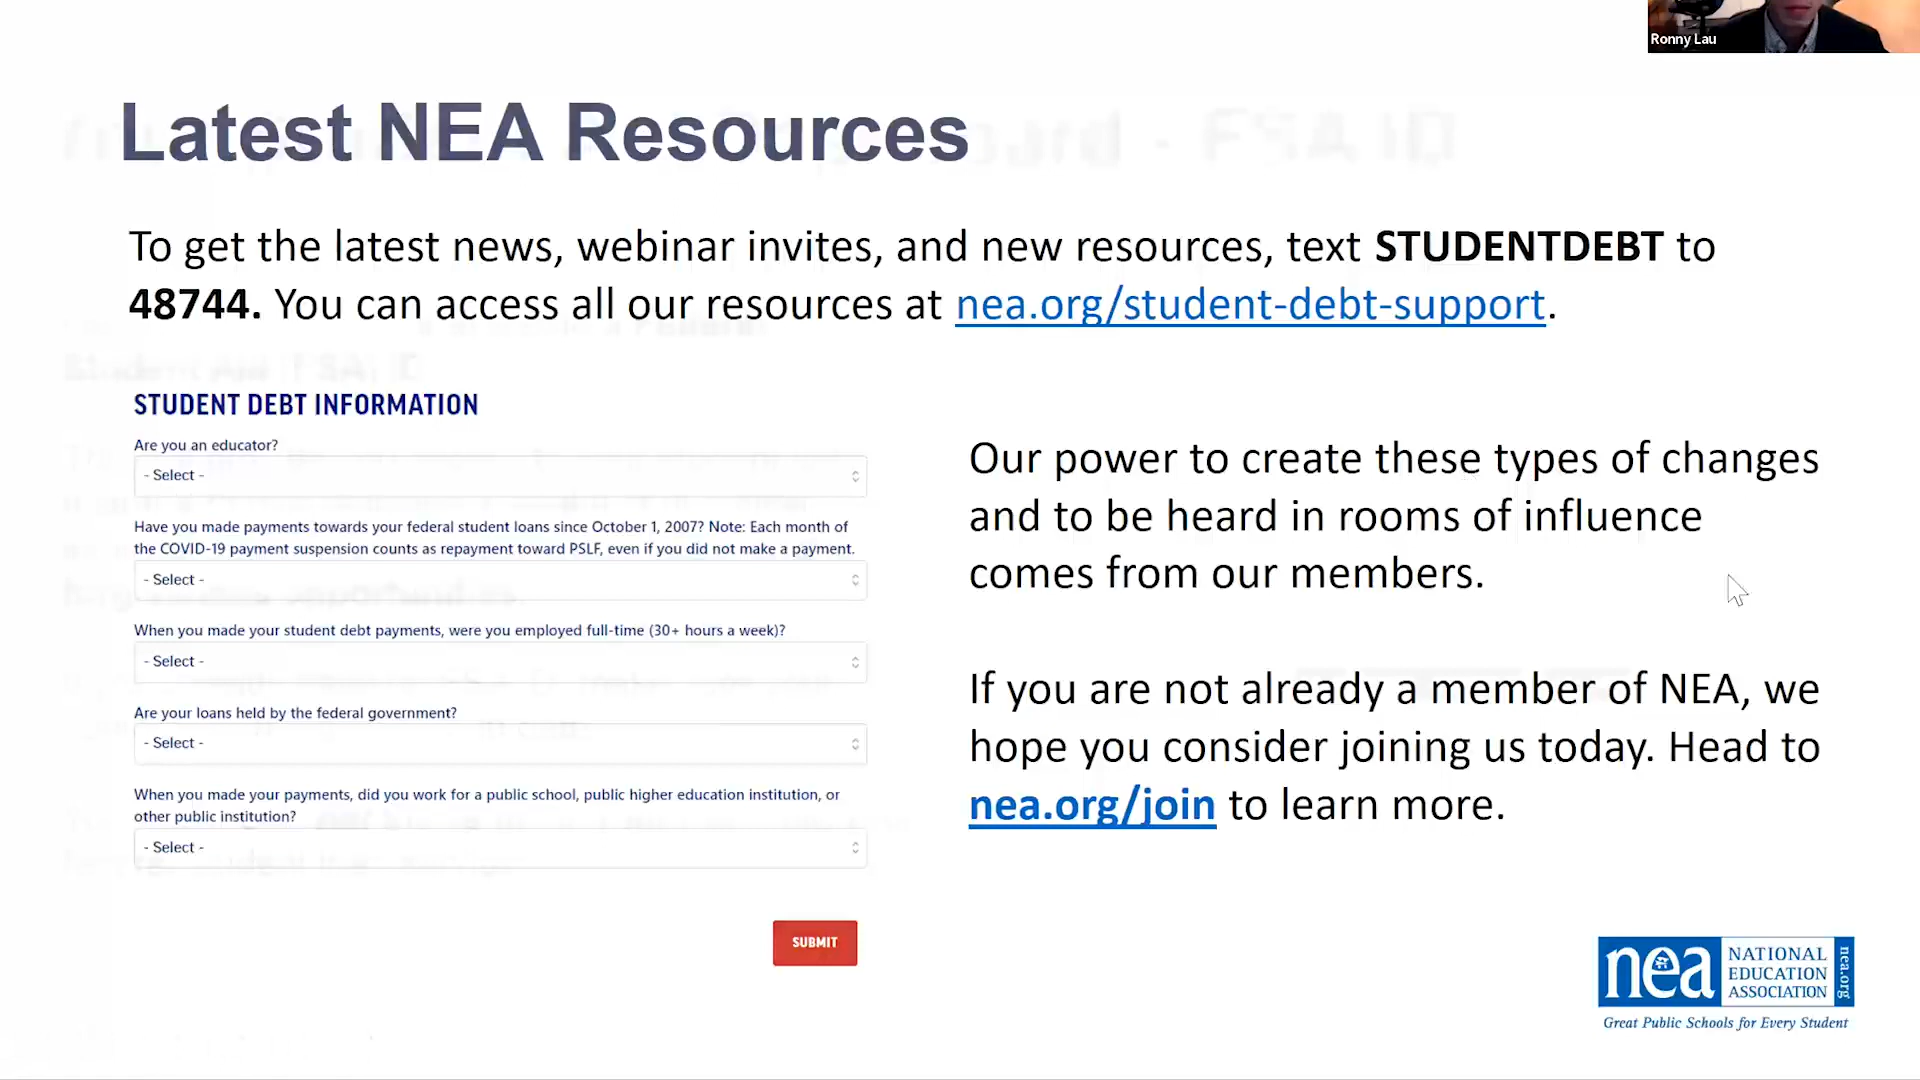 Ronny Lau
Latest NEA Resources
To get the latest news, webinar invites, and new resources, text STUDENTDEBT to
48744. You can access all our resources at nea.org/student-debt-support.
STUDENT DEBT INFORMATION
Are you an educator?
- Select -
Have you made payments towards your federal student loans since October 1, 2007? Note: Each month of
the COVID-19 payment suspension counts as repayment toward PSLF, even if you did not make a payment.
- Select -
When you made your student debt payments, were you employed full-time (30+ hours a week)?
- Select -
Are your loans held by the federal government?
- Select -
When you made your payments, did you work for a public school, public higher education institution, or
other public institution?
- Select -
SUBMIT
Our power to create these types of changes
and to be heard in rooms of influence
comes from our members.
If you are not already a member of NEA, we
hope you consider joining us today. Head to
nea.org/join to learn more.
nea
NATIONAL
EDUCATION
ASSOCIATION
nea.org
Great Public Schools for Every Student